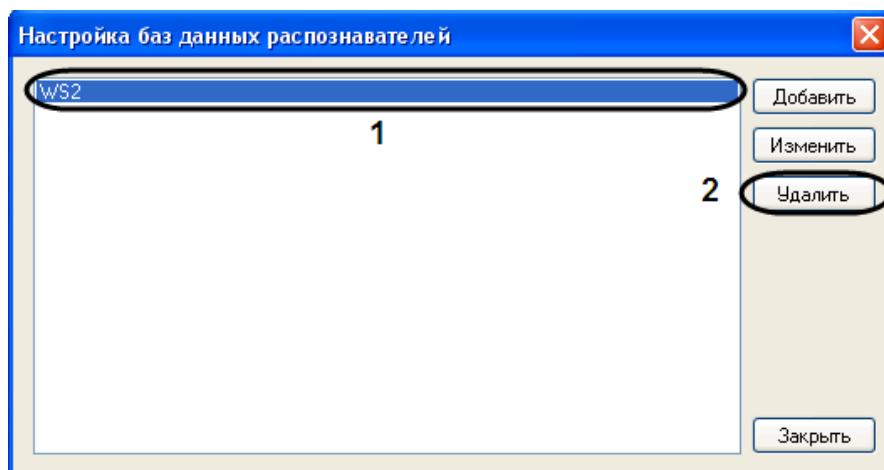 Настройка баз данных распознавателей
WS2
1
Добавить
Изменить
2
Удалить
Закрыть